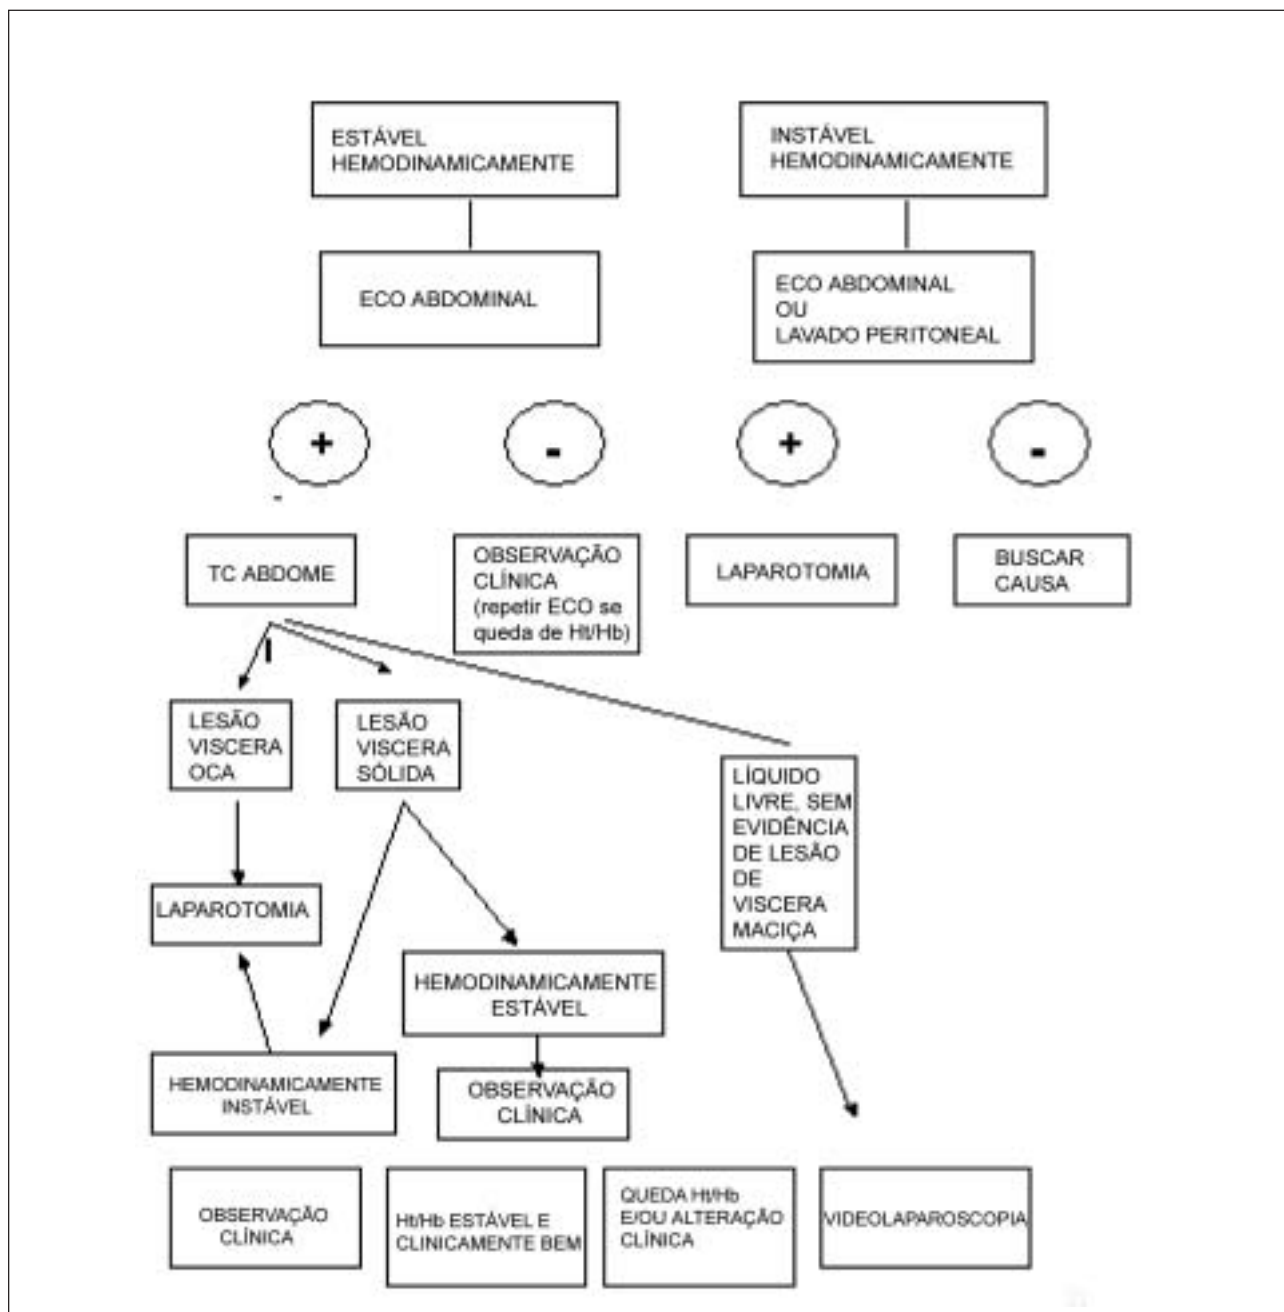 ESTÁVEL
HEMODINAMICAMENTE
INSTÁVEL
HEMODINAMICAMENTE
ECO ABDOMINAL
ECO ABDOMINAL
OU
LAVADO PERITONEAL
+
-
+
-
-
TC ABDOME
OBSERVAÇÃO
CLÍNICA
(repetir ECO se
queda de Ht/Hb)
LAPAROTOMIA
BUSCAR
CAUSA
LESÃO
VISCERA
OCA
LESÃO
VISCERA
SÓLIDA
LÍQUIDO
LIVRE, SEM
EVIDÊNCIA
DE LESÃO
DE
VISCERA
MACIÇA
LAPAROTOMIA
HEMODINAMICAMENTE
ESTÁVEL
HEMODINAMICAMENTE
INSTÁVEL
OBSERVAÇÃO
CLÍNICA
OBSERVAÇÃO
CLÍNICA
Ht/Hb ESTÁVEL E
CLINICAMENTE BEM
QUEDA Ht/Hb
E/OU ALTERAÇÃO
CLÍNICA
VIDEOLAPAROSCOPIA